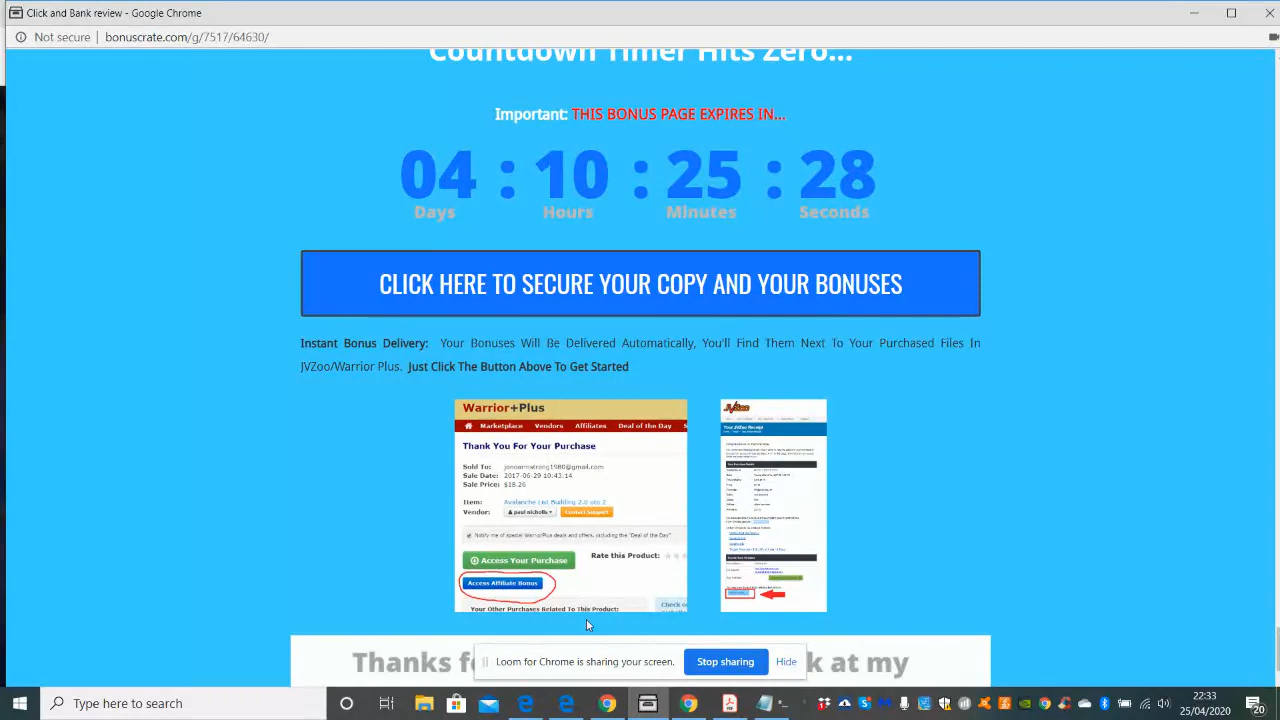 Click and Bank review - Google Chrome
Not secure | bonuscrate.com/g/7517/64630/
Countdown Timer Hits Zero...
Important: THIS BONUS PAGE EXPIRES IN...
04 : 10 : 25 : 28
Days Hours Minutes Seconds
CLICK HERE TO SECURE YOUR COPY AND YOUR BONUSES
Instant Bonus Delivery: Your Bonuses Will Be Delivered Automatically, You'll Find Them Next To Your Purchased Files In
JVZoo/Warrior Plus. Just Click The Button Above To Get Started
Warrior+Plus
Marketplace Vendors Affiliates Deal of the Day S
Thank You For Your Purchase
Sold To: jonoarmstrong1980@gmail.com
Sale Date: 2017-06-29 10:43:14
Sale Price: $18.26
Item: Avalanche List Building 2.0 oto 2
Vendor: paul nicholls Contact Support
Notify me of special Warrior+Plus deals and offers, including the "Deal of the Day"
Access Your Purchase Rate this Product:
Access Affiliate Bonus
Your Other Purchases Related To This Product:
Check o
JVZoo
Your JVZoo Receipt
Thanks f k at my
Loom for Chrome is sharing your screen. Stop sharing Hide
Type here to search
22:33
25/04/2020
20